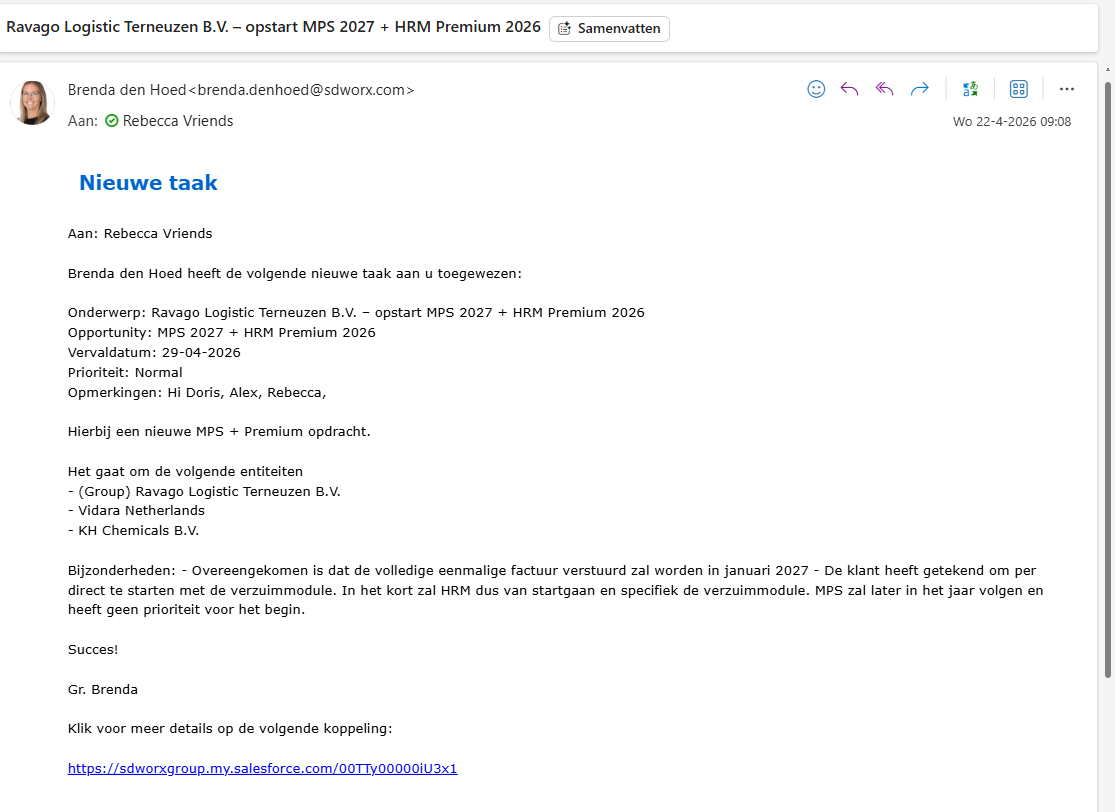 Ravago Logistic Terneuzen B.V. – opstart MPS 2027 + HRM Premium 2026 Samenvatten
Brenda den Hoed<brenda.denhoed@sdworx.com>
Aan: Rebecca Vriends
Wo 22-4-2026 09:08
Nieuwe taak
Aan: Rebecca Vriends
Brenda den Hoed heeft de volgende nieuwe taak aan u toegewezen:
Onderwerp: Ravago Logistic Terneuzen B.V. – opstart MPS 2027 + HRM Premium 2026
Opportunity: MPS 2027 + HRM Premium 2026
Vervaldatum: 29-04-2026
Prioriteit: Normal
Opmerkingen: Hi Doris, Alex, Rebecca,
Hierbij een nieuwe MPS + Premium opdracht.
Het gaat om de volgende entiteiten
- (Group) Ravago Logistic Terneuzen B.V.
- Vidara Netherlands
- KH Chemicals B.V.
Bijzonderheden: - Overeengekomen is dat de volledige eenmalige factuur verstuurd zal worden in januari 2027 - De klant heeft getekend om per
direct te starten met de verzuimmodule. In het kort zal HRM dus van startgaan en specifiek de verzuimmodule. MPS zal later in het jaar volgen en
heeft geen prioriteit voor het begin.
Succes!
Gr. Brenda
Klik voor meer details op de volgende koppeling:
https://sdworxgroup.my.salesforce.com/00TTy00000iU3x1